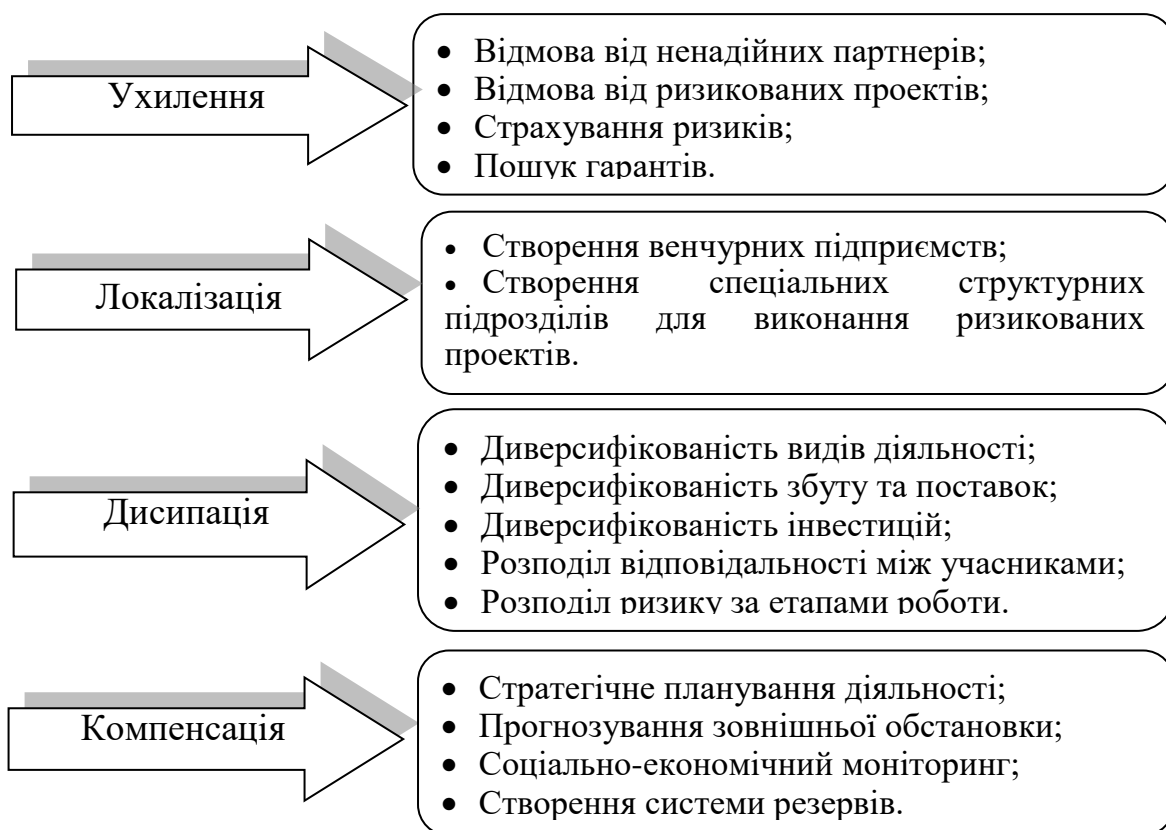 Ухилення
• Відмова від ненадійних партнерів;
• Відмова від ризикованих проектів;
• Страхування ризиків;
• Пошук гарантів.
Локалізація
• Створення венчурних підприємств;
• Створення спеціальних структурних
підрозділів для виконання ризикованих
проектів.
Дисипація
• Диверсифікованість видів діяльності;
• Диверсифікованість збуту та поставок;
• Диверсифікованість інвестицій;
• Розподіл відповідальності між учасниками;
• Розподіл ризику за етапами роботи.
Компенсація
• Стратегічне планування діяльності;
• Прогнозування зовнішньої обстановки;
• Соціально-економічний моніторинг;
• Створення системи резервів.